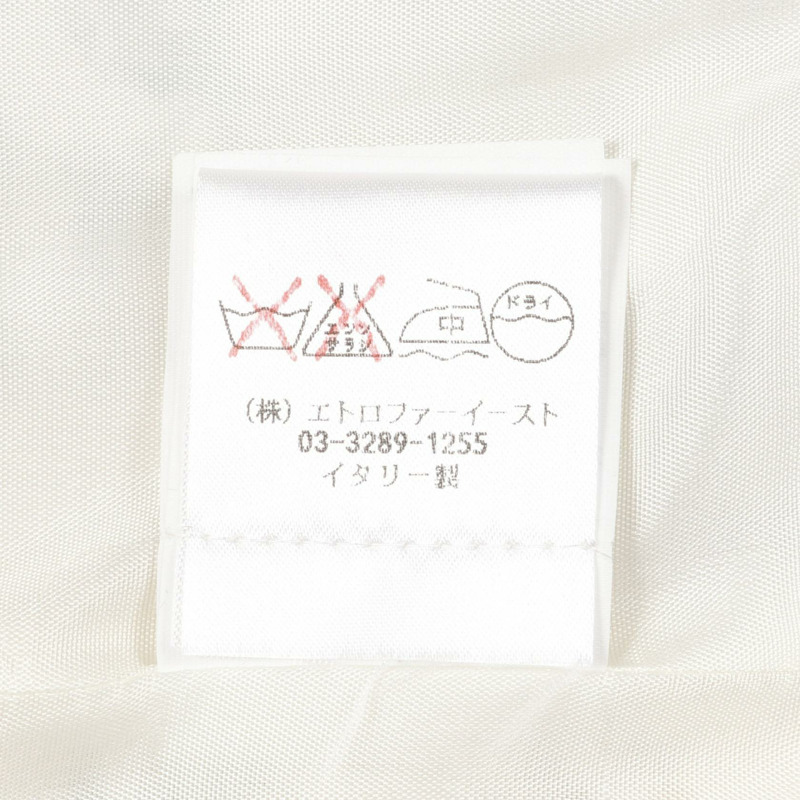 エンソ
サラシ
中
ドライ
(株) エトロファーイースト
03-3289-1255
イタリー製